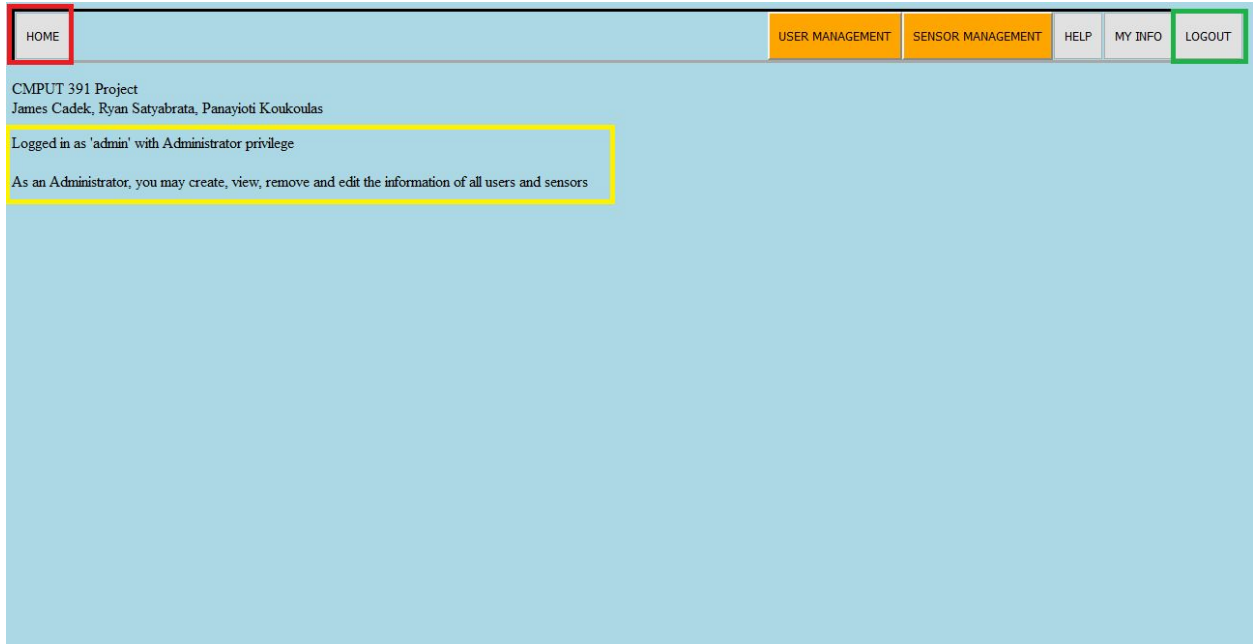 HOME USER MANAGEMENT SENSOR MANAGEMENT HELP MY INFO LOGOUT
CMPUT 391 Project
James Cadek, Ryan Satyabrata, Panayioti Koukoulas
Logged in as 'admin' with Administrator privilege
As an Administrator, you may create, view, remove and edit the information of all users and sensors